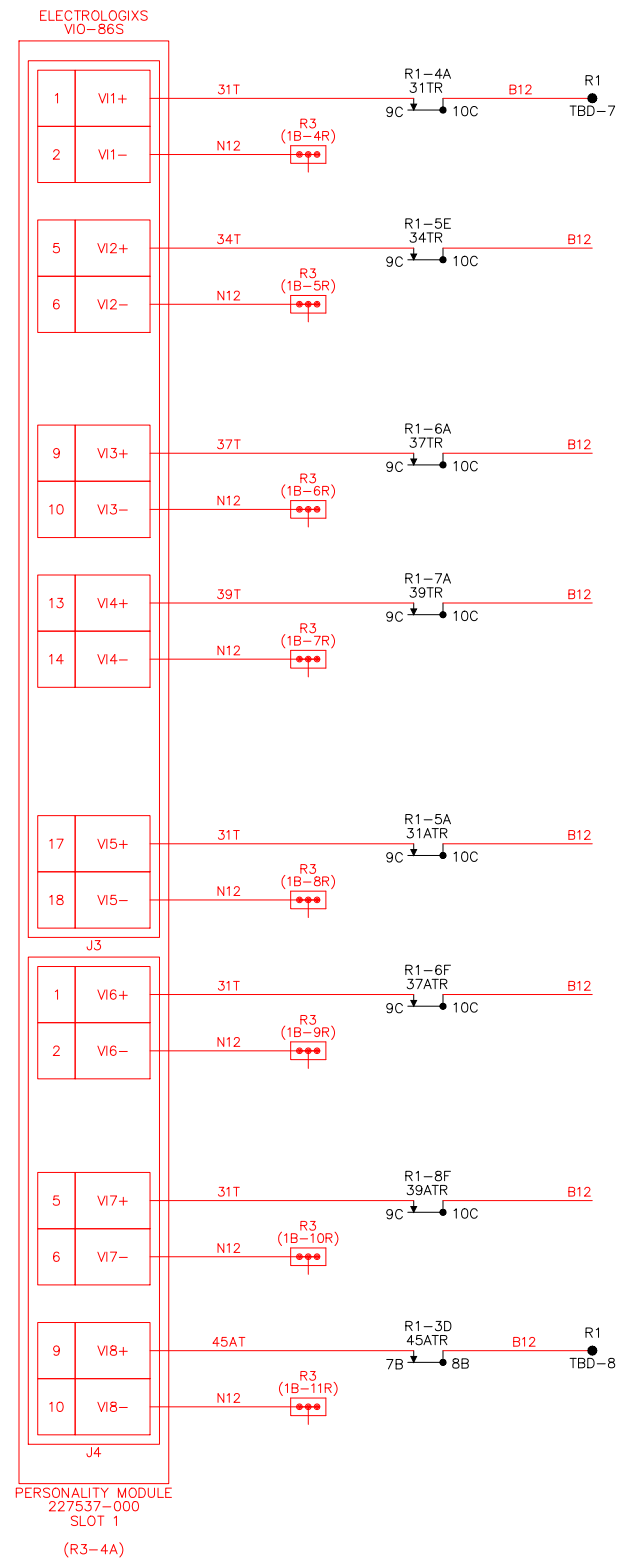 ELECTROLOGIXS
VIO-86S
1 VI1+ 31T R1-4A 31TR 9C 10C B12 R1 TBD-7
2 VI1- N12 R3 (1B-4R)
5 VI2+ 34T R1-5E 34TR 9C 10C B12
6 VI2- N12 R3 (1B-5R)
9 VI3+ 37T R1-6A 37TR 9C 10C B12
10 VI3- N12 R3 (1B-6R)
13 VI4+ 39T R1-7A 39TR 9C 10C B12
14 VI4- N12 R3 (1B-7R)
17 VI5+ 31T R1-5A 31ATR 9C 10C B12
18 VI5- N12 R3 (1B-8R)
J3
1 VI6+ 31T R1-6F 37ATR 9C 10C B12
2 VI6- N12 R3 (1B-9R)
5 VI7+ 31T R1-8F 39ATR 9C 10C B12
6 VI7- N12 R3 (1B-10R)
9 VI8+ 45AT R1-3D 45ATR 7B 8B B12 R1 TBD-8
10 VI8- N12 R3 (1B-11R)
J4
PERSONALITY MODULE
227537-000
SLOT 1
(R3-4A)